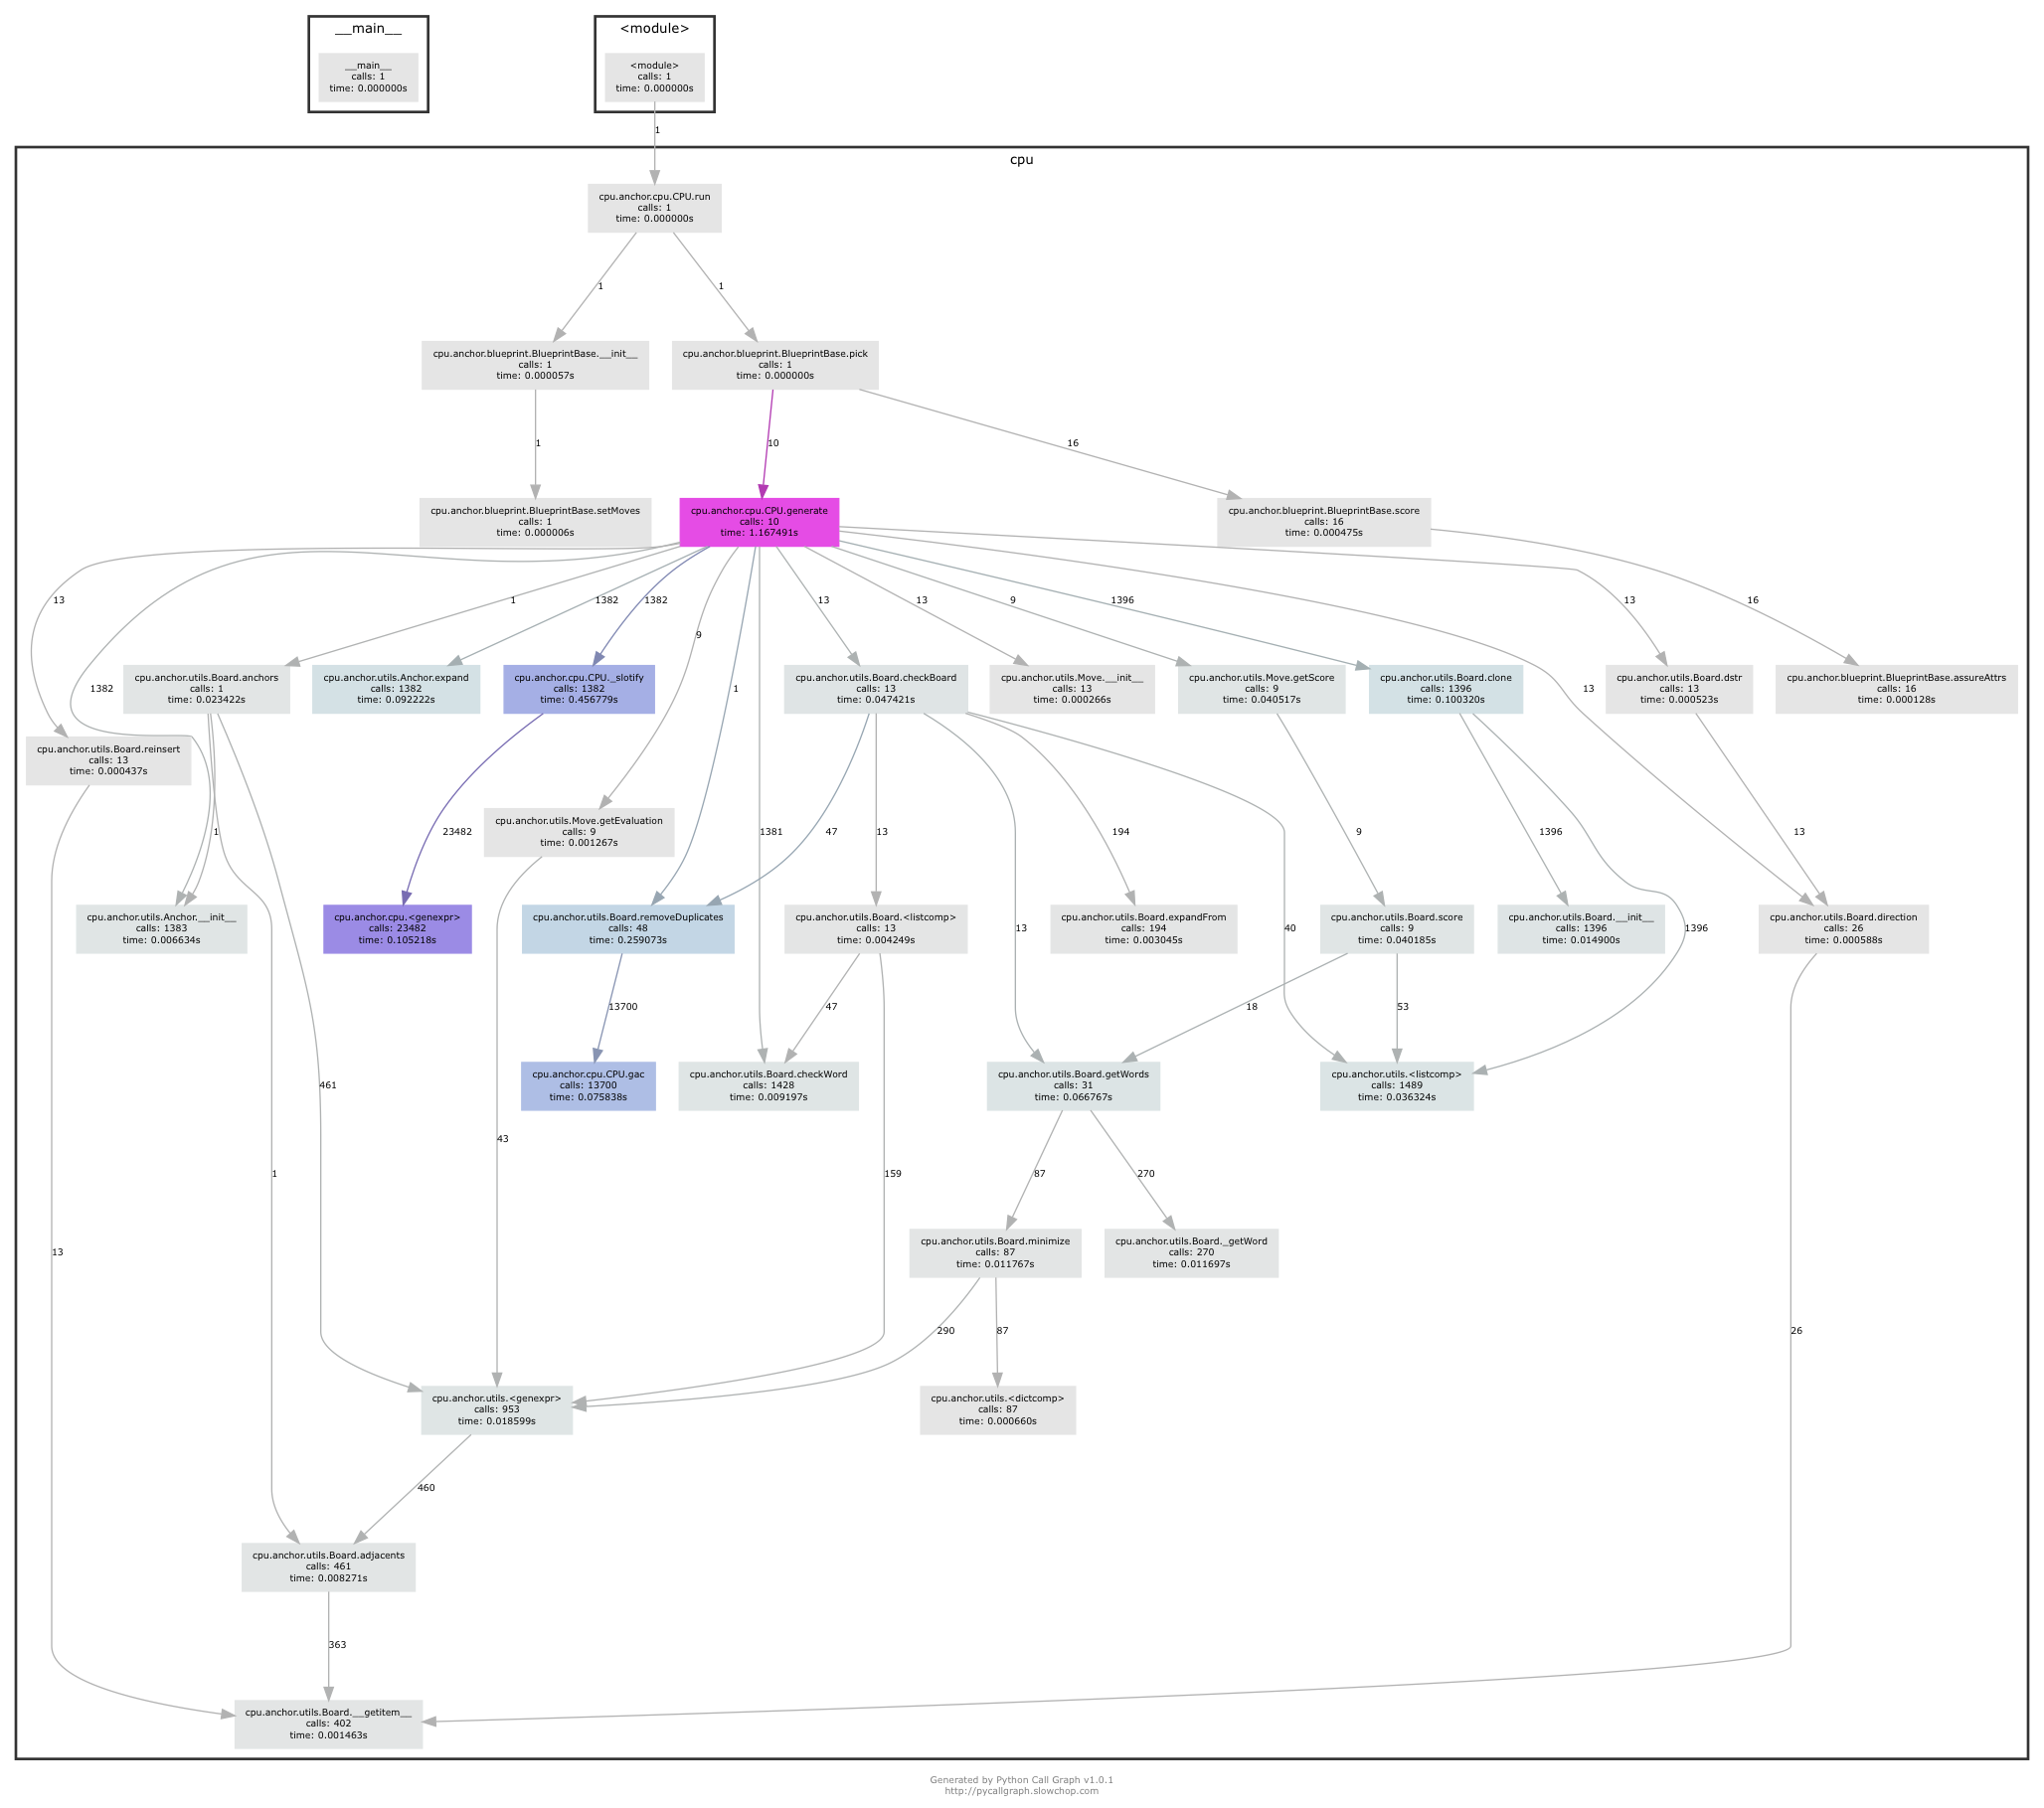 __main__
<module>
__main__
calls: 1
time: 0.000000s
<module>
calls: 1
time: 0.000000s
1
cpu
cpu.anchor.cpu.CPU.run
calls: 1
time: 0.000000s
1
1
cpu.anchor.blueprint.BlueprintBase.__init__
calls: 1
time: 0.000057s
cpu.anchor.blueprint.BlueprintBase.pick
calls: 1
time: 0.000000s
1
10
16
cpu.anchor.blueprint.BlueprintBase.setMoves
calls: 1
time: 0.000006s
cpu.anchor.cpu.CPU.generate
calls: 10
time: 1.167491s
cpu.anchor.blueprint.BlueprintBase.score
calls: 16
time: 0.000475s
13
1
1382
1382
9
13
13
9
1396
13
16
1382
1
13
cpu.anchor.utils.Board.anchors
calls: 1
time: 0.023422s
cpu.anchor.utils.Anchor.expand
calls: 1382
time: 0.092222s
cpu.anchor.cpu.CPU._slotify
calls: 1382
time: 0.456779s
cpu.anchor.utils.Board.checkBoard
calls: 13
time: 0.047421s
cpu.anchor.utils.Move.__init__
calls: 13
time: 0.000266s
cpu.anchor.utils.Move.getScore
calls: 9
time: 0.040517s
cpu.anchor.utils.Board.clone
calls: 1396
time: 0.100320s
cpu.anchor.utils.Board.dstr
calls: 13
time: 0.000523s
cpu.anchor.blueprint.BlueprintBase.assureAttrs
calls: 16
time: 0.000128s
cpu.anchor.utils.Board.reinsert
calls: 13
time: 0.000437s
cpu.anchor.utils.Move.getEvaluation
calls: 9
time: 0.001267s
1
23482
1381
47
13
194
9
1396
13
cpu.anchor.utils.Anchor.__init__
calls: 1383
time: 0.006634s
cpu.anchor.cpu.<genexpr>
calls: 23482
time: 0.105218s
cpu.anchor.utils.Board.removeDuplicates
calls: 48
time: 0.259073s
cpu.anchor.utils.Board.<listcomp>
calls: 13
time: 0.004249s
cpu.anchor.utils.Board.expandFrom
calls: 194
time: 0.003045s
cpu.anchor.utils.Board.score
calls: 9
time: 0.040185s
cpu.anchor.utils.Board.__init__
calls: 1396
time: 0.014900s
cpu.anchor.utils.Board.direction
calls: 26
time: 0.000588s
13
40
1396
13700
47
18
53
461
cpu.anchor.cpu.CPU.gac
calls: 13700
time: 0.075838s
cpu.anchor.utils.Board.checkWord
calls: 1428
time: 0.009197s
cpu.anchor.utils.Board.getWords
calls: 31
time: 0.066767s
cpu.anchor.utils.<listcomp>
calls: 1489
time: 0.036324s
43
1
159
87
270
13
cpu.anchor.utils.Board.minimize
calls: 87
time: 0.011767s
cpu.anchor.utils.Board._getWord
calls: 270
time: 0.011697s
290
87
26
cpu.anchor.utils.<genexpr>
calls: 953
time: 0.018599s
cpu.anchor.utils.<dictcomp>
calls: 87
time: 0.000660s
460
cpu.anchor.utils.Board.adjacents
calls: 461
time: 0.008271s
363
cpu.anchor.utils.Board.__getitem__
calls: 402
time: 0.001463s
Generated by Python Call Graph v1.0.1
http://pycallgraph.slowchop.com